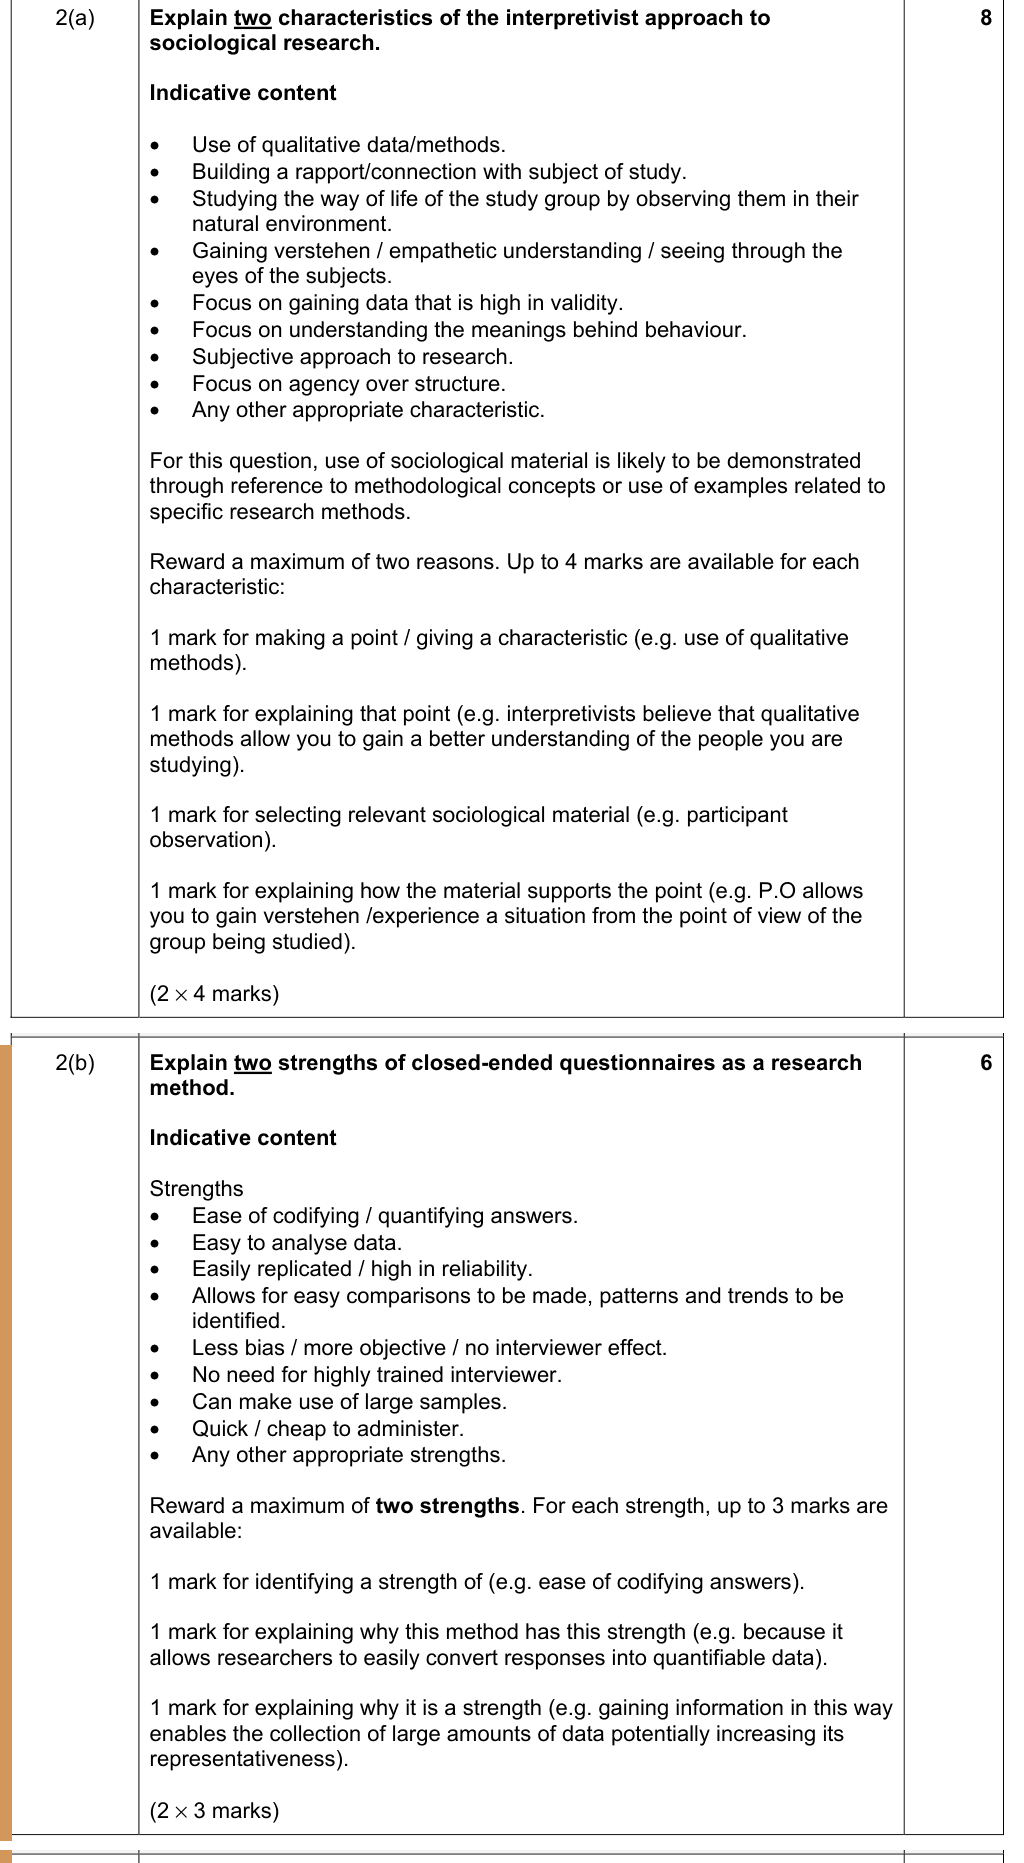 2(a)
Explain two characteristics of the interpretivist approach to
8
sociological research.
Indicative content
• Use of qualitative data/methods.
• Building a rapport/connection with subject of study.
• Studying the way of life of the study group by observing them in their
natural environment.
• Gaining verstehen / empathetic understanding / seeing through the
eyes of the subjects.
• Focus on gaining data that is high in validity.
• Focus on understanding the meanings behind behaviour.
• Subjective approach to research.
• Focus on agency over structure.
• Any other appropriate characteristic.
For this question, use of sociological material is likely to be demonstrated
through reference to methodological concepts or use of examples related to
specific research methods.
Reward a maximum of two reasons. Up to 4 marks are available for each
characteristic:
1 mark for making a point / giving a characteristic (e.g. use of qualitative
methods).
1 mark for explaining that point (e.g. interpretivists believe that qualitative
methods allow you to gain a better understanding of the people you are
studying).
1 mark for selecting relevant sociological material (e.g. participant
observation).
1 mark for explaining how the material supports the point (e.g. P.O allows
you to gain verstehen /experience a situation from the point of view of the
group being studied).
(2 × 4 marks)
2(b)
Explain two strengths of closed-ended questionnaires as a research
6
method.
Indicative content
Strengths
• Ease of codifying / quantifying answers.
• Easy to analyse data.
• Easily replicated / high in reliability.
• Allows for easy comparisons to be made, patterns and trends to be
identified.
• Less bias / more objective / no interviewer effect.
• No need for highly trained interviewer.
• Can make use of large samples.
• Quick / cheap to administer.
• Any other appropriate strengths.
Reward a maximum of two strengths. For each strength, up to 3 marks are
available:
1 mark for identifying a strength of (e.g. ease of codifying answers).
1 mark for explaining why this method has this strength (e.g. because it
allows researchers to easily convert responses into quantifiable data).
1 mark for explaining why it is a strength (e.g. gaining information in this way
enables the collection of large amounts of data potentially increasing its
representativeness).
(2 × 3 marks)